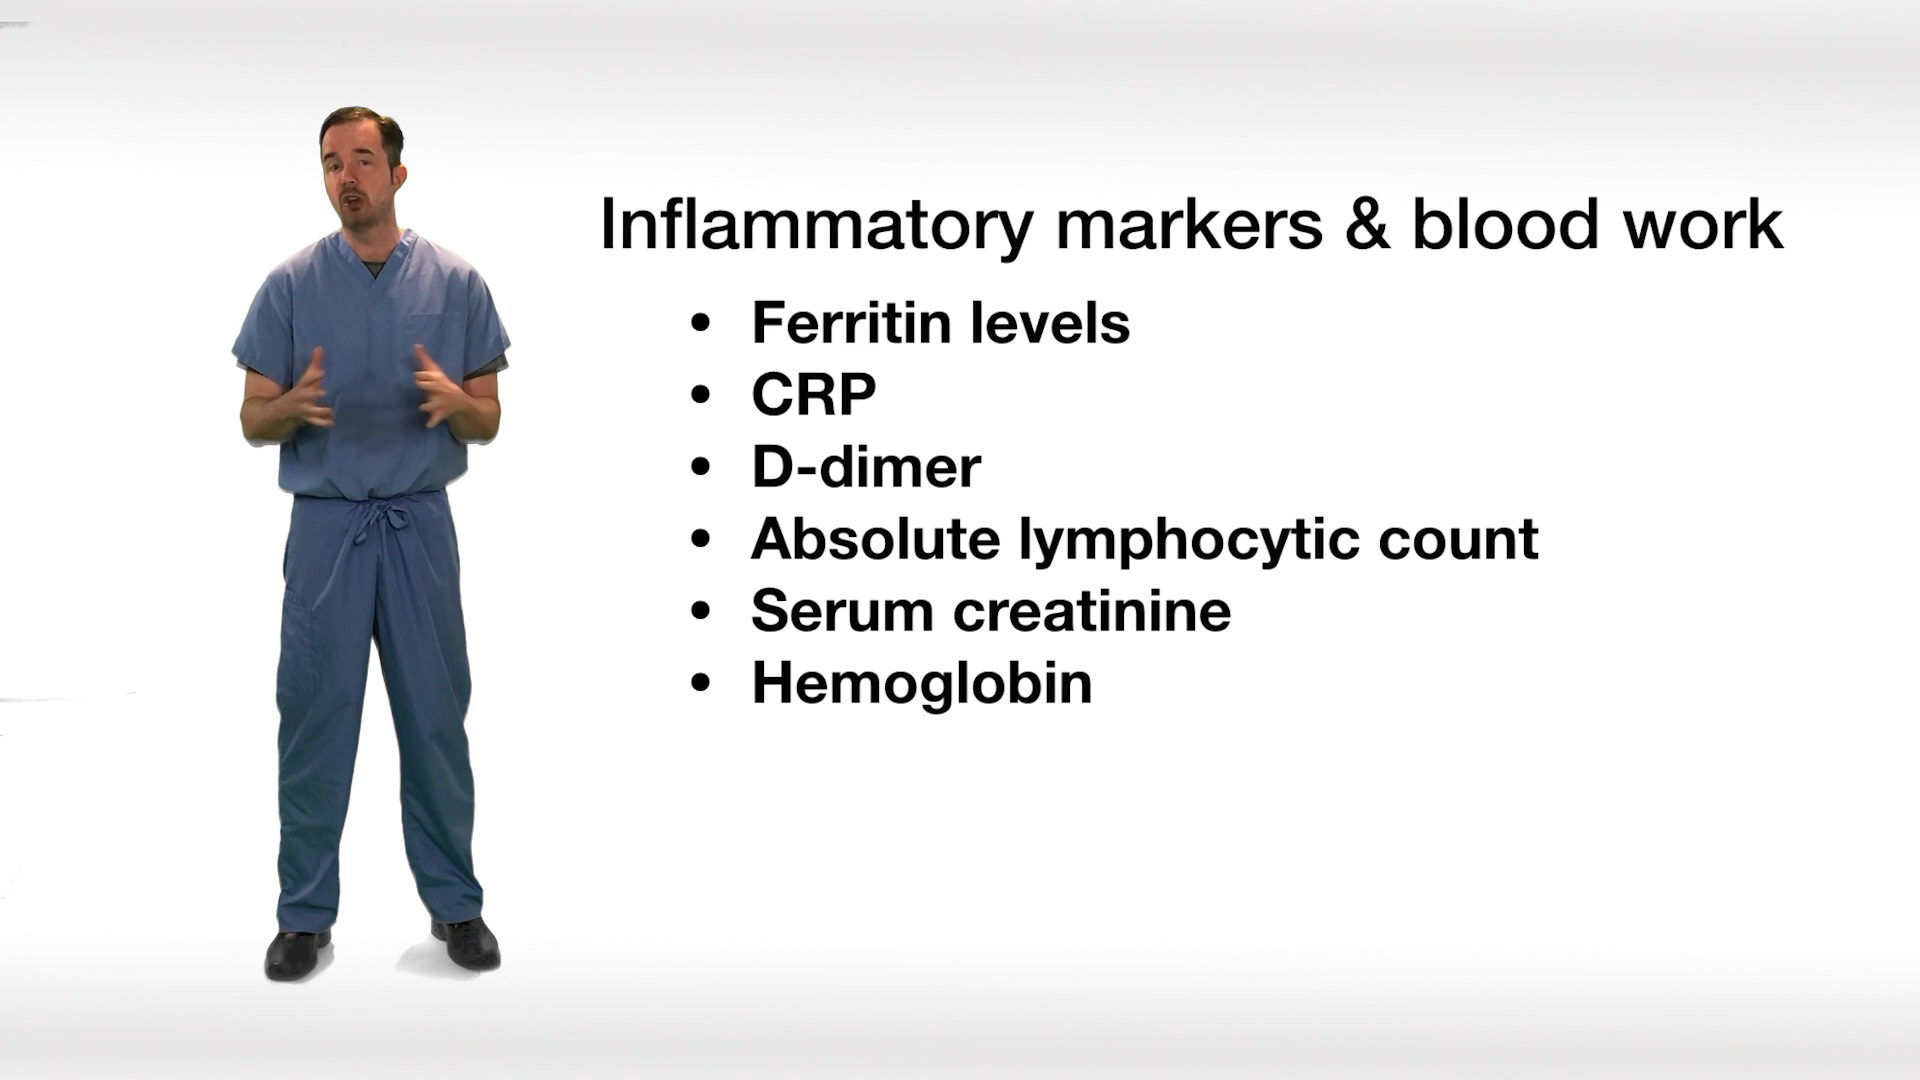 Inflammatory markers & blood work
• Ferritin levels
• CRP
• D-dimer
• Absolute lymphocytic count
• Serum creatinine
• Hemoglobin